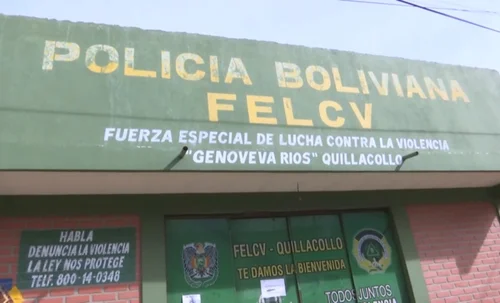 POLICIA BOLIVIANA
FELCV
FUERZA ESPECIAL DE LUCHA CONTRA LA VIOLENCIA
"GENOVEVA RIOS" QUILLACOLLO
HABLA
DENUNCIA LA VIOLENCIA
LA LEY NOS PROTEGE
TELF. 800-14-0348
FELCV - QUILLACOLLO
TE DAMOS LA BIENVENIDA
TODOS JUNTOS